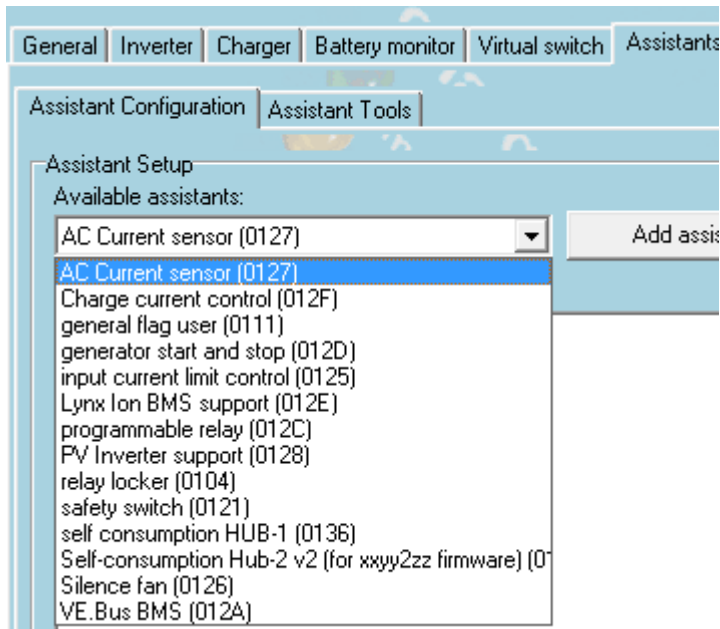 General Inverter Charger Battery monitor Virtual switch Assistants
Assistant Configuration Assistant Tools
Assistant Setup
Available assistants:
AC Current sensor (0127) Add assis
AC Current sensor (0127)
Charge current control (012F)
general flag user (0111)
generator start and stop (012D)
input current limit control (0125)
Lynx Ion BMS support (012E)
programmable relay (012C)
PV Inverter support (0128)
relay locker (0104)
safety switch (0121)
self consumption HUB-1 (0136)
Self-consumption Hub-2 v2 (for xxyy2zz firmware) (0
Silence fan (0126)
VE.Bus BMS (012A)